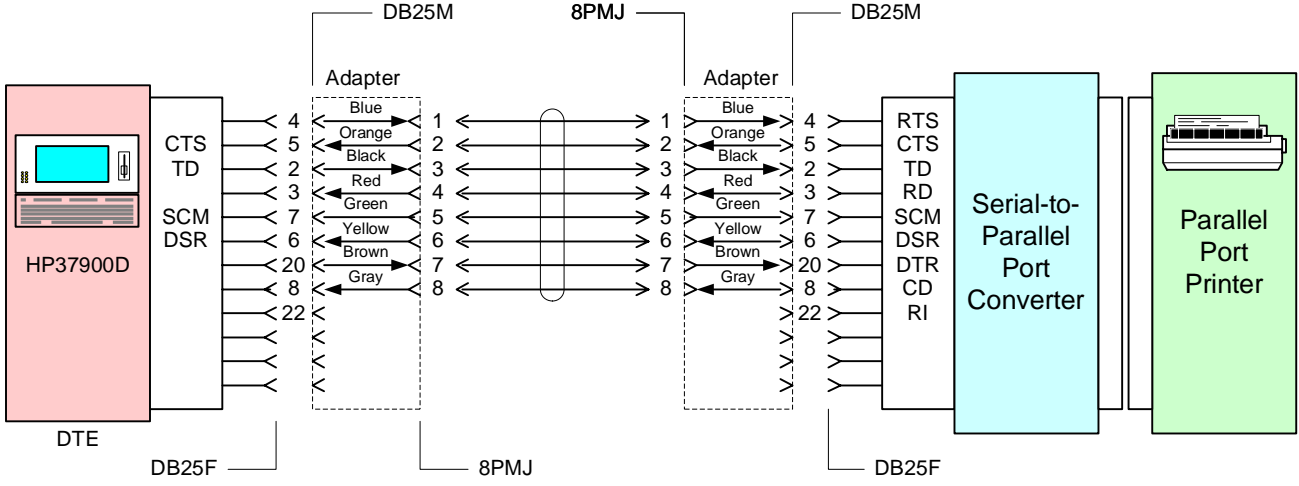 DB25M
8PMJ
DB25M
Adapter
Adapter
4 Blue 1 1 Blue 4 RTS
CTS 5 Orange 2 2 Orange 5 CTS
TD 2 Black 3 3 Black 2 TD
3 Red 4 4 Red 3 RD
SCM 7 Green 5 5 Green 7 SCM
DSR 6 Yellow 6 6 Yellow 6 DSR
20 Brown 7 7 Brown 20 DTR
8 Gray 8 8 Gray 8 CD
22 22 RI
HP37900D
Serial-to-
Parallel
Port
Converter
Parallel
Port
Printer
DTE
DB25F
8PMJ
DB25F